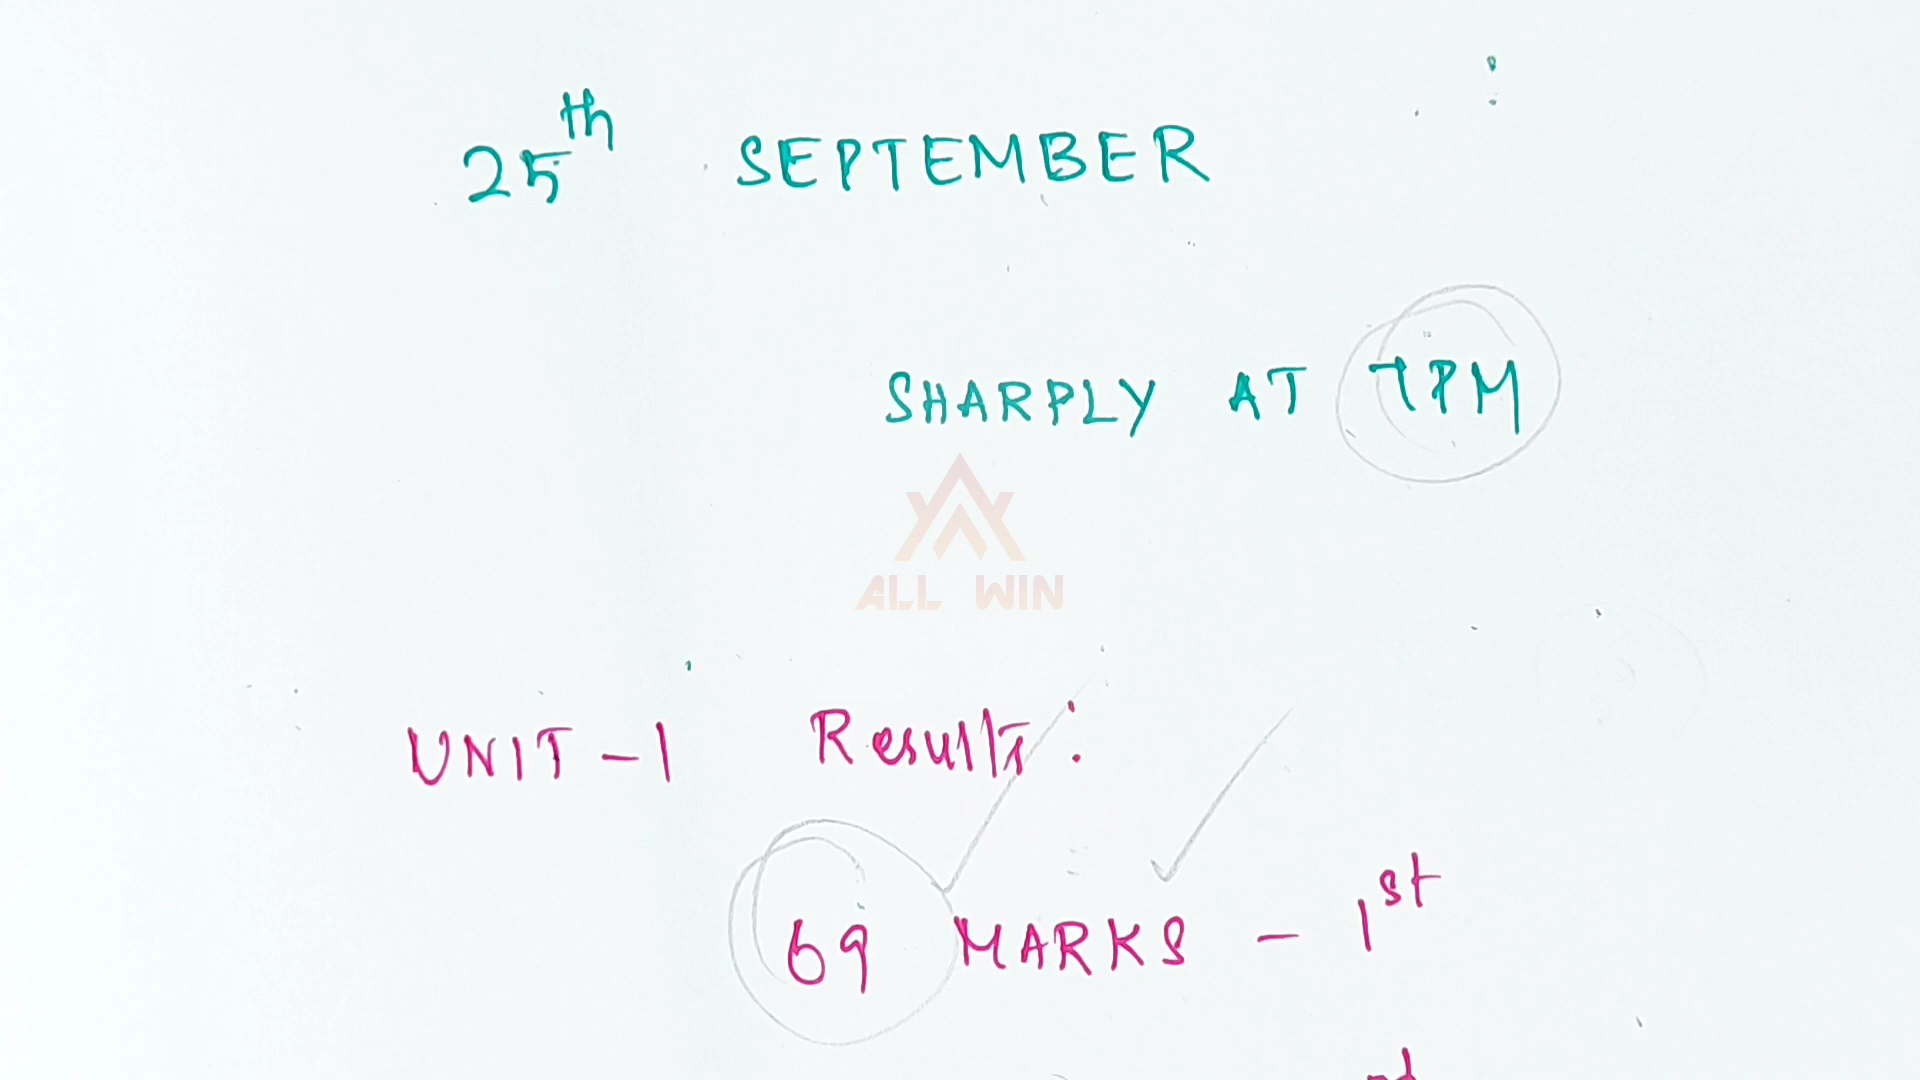 25th SEPTEMBER
SHARPLY AT 7PM
ALL WIN
UNIT-1 Results:
69 MARKS - 1st